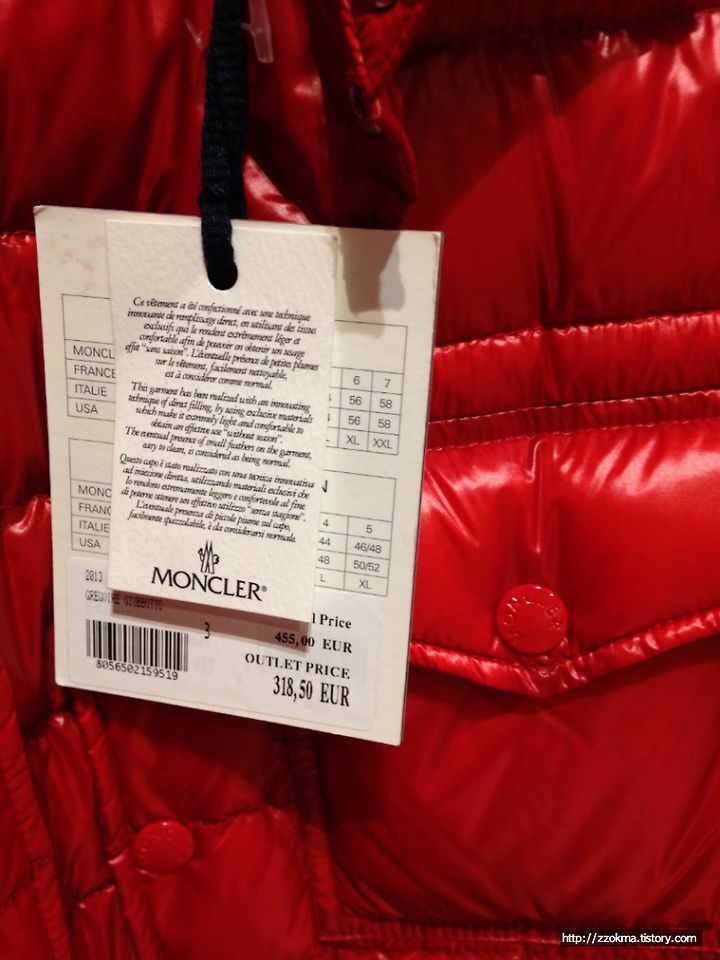 Ce vêtement a été confectionné avec une technique
innovante de remplissage direct, en utilisant des tissus
exclusifs qui le rendent extrêmement léger et
confortable afin de pouvoir en obtenir un usage
effet "sans saison". L'éventuelle présence de petites plumes
sur le vêtement, facilement nettoyable,
est à considérer comme normal.
This garment has been realized with an innovating
technique of direct filling, by using exclusive materials
which make it extremely light and comfortable to
obtain an effective use "without season".
The eventual presence of small feathers on the garment,
easy to clean, is considered as being normal.
Questo capo è stato realizzato con una tecnica innovativa
ad iniezione diretta, utilizzando materiali esclusivi che
lo rendono estremamente leggero e confortevole al fine
di poterne ottenere un effettivo utilizzo "senza stagione".
L'eventuale presenza di piccole piume sul capo,
facilmente spazzolabile, è da considerarsi normale.
MONCLER®
6 7
MONCL 56 58
FRANCE 56 58
ITALIE XL XXL
USA
N
MONC 4 5
FRANC 44 46/48
ITALIE 48 50/52
USA L XL
2013
GREGOIRE GIUBBOTTO
3
l Price
455,00 EUR
OUTLET PRICE
318,50 EUR
8056502159519
http://zzokma.tistory.com